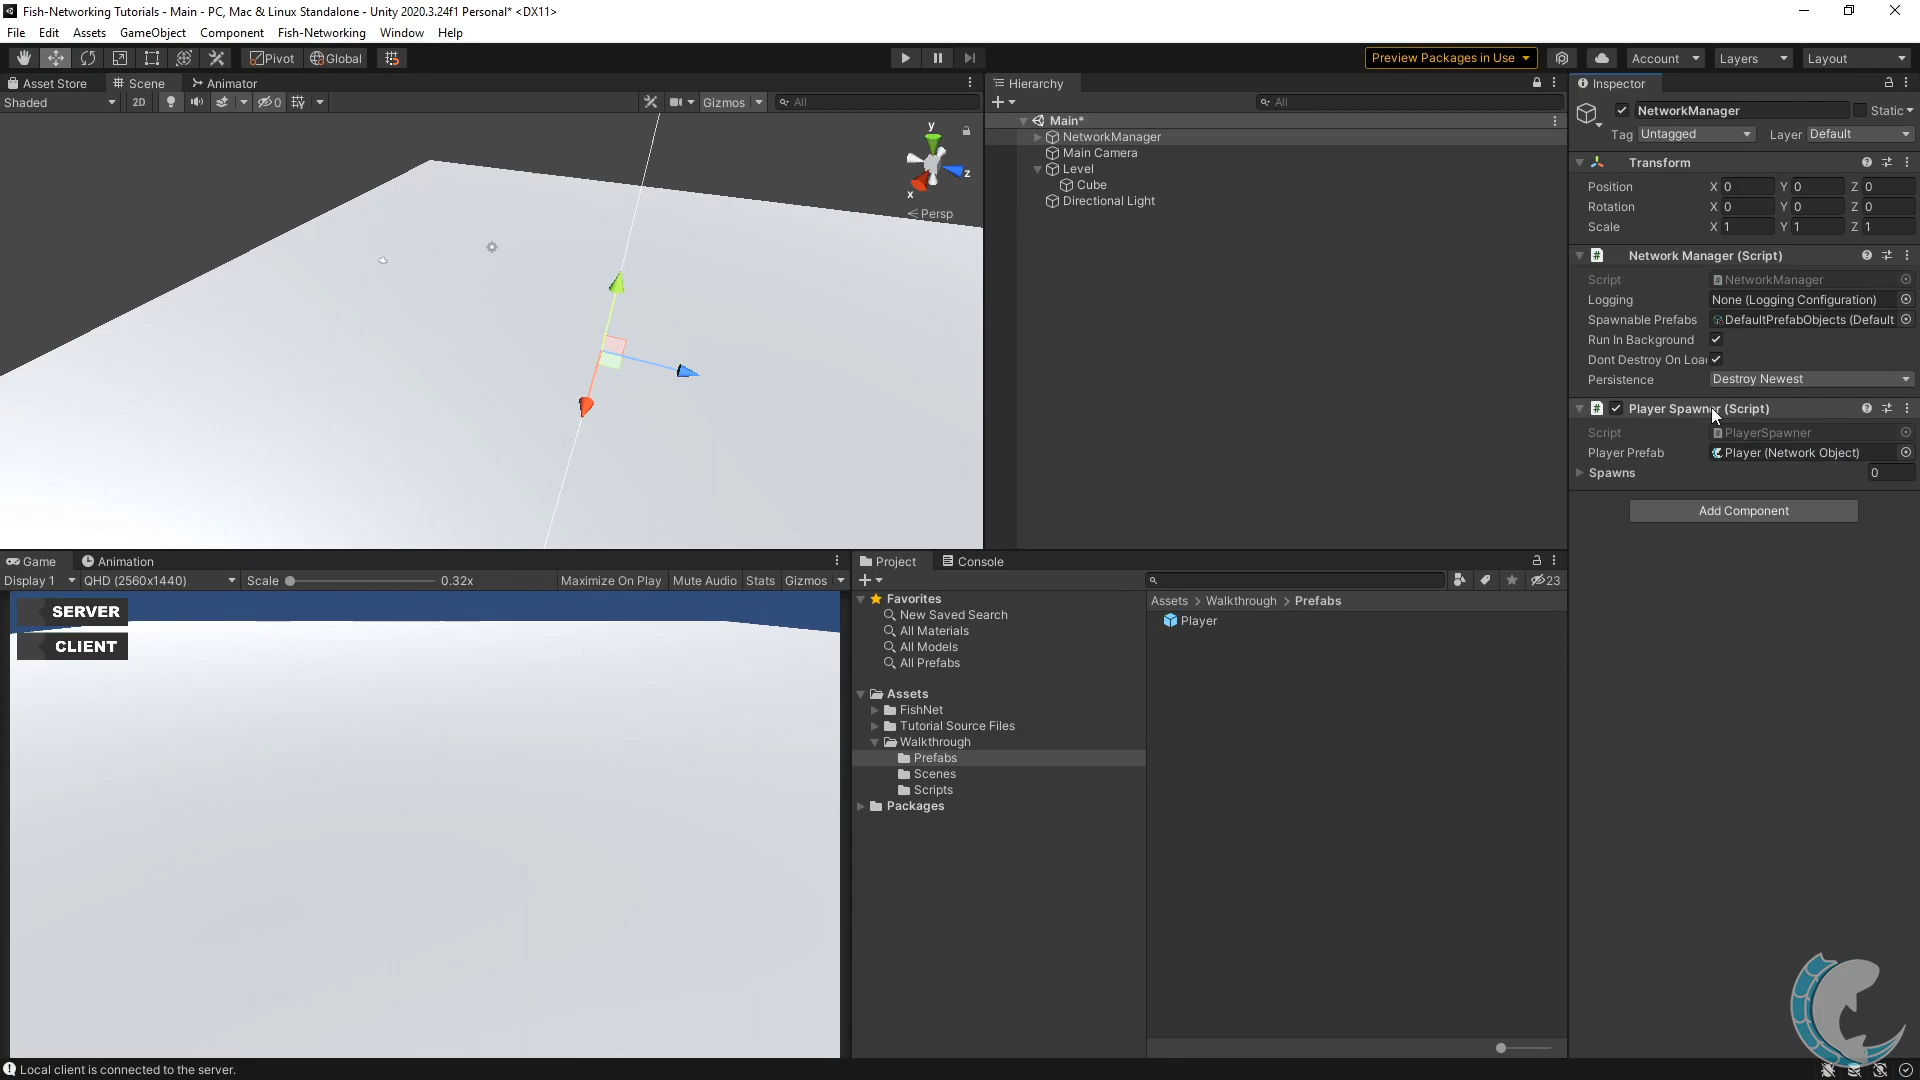 Fish-Networking Tutorials - Main - PC, Mac & Linux Standalone - Unity 2020.3.24f1 Personal* <DX11>
File Edit Assets GameObject Component Fish-Networking Window Help
Pivot Global Preview Packages in Use Account Layers Layout
Asset Store Scene Animator
Shaded 2D 0 Gizmos All
y
z
x
Persp
Hierarchy
All
Main*
NetworkManager
Main Camera
Level
Cube
Directional Light
Inspector
NetworkManager Static
Tag Untagged Layer Default
Transform
Position X 0 Y 0 Z 0
Rotation X 0 Y 0 Z 0
Scale X 1 Y 1 Z 1
# Network Manager (Script)
Script NetworkManager
Logging None (Logging Configuration)
Spawnable Prefabs DefaultPrefabObjects (Default
Run In Background
Dont Destroy On Loa
Persistence Destroy Newest
# Player Spawner (Script)
Script PlayerSpawner
Player Prefab Player (Network Object)
Spawns 0
Add Component
Game Animation
Display 1 QHD (2560x1440) Scale 0.32x Maximize On Play Mute Audio Stats Gizmos
SERVER
CLIENT
Project Console
23
Favorites
New Saved Search
All Materials
All Models
All Prefabs
Assets
FishNet
Tutorial Source Files
Walkthrough
Prefabs
Scenes
Scripts
Packages
Assets > Walkthrough > Prefabs
Player
Local client is connected to the server.